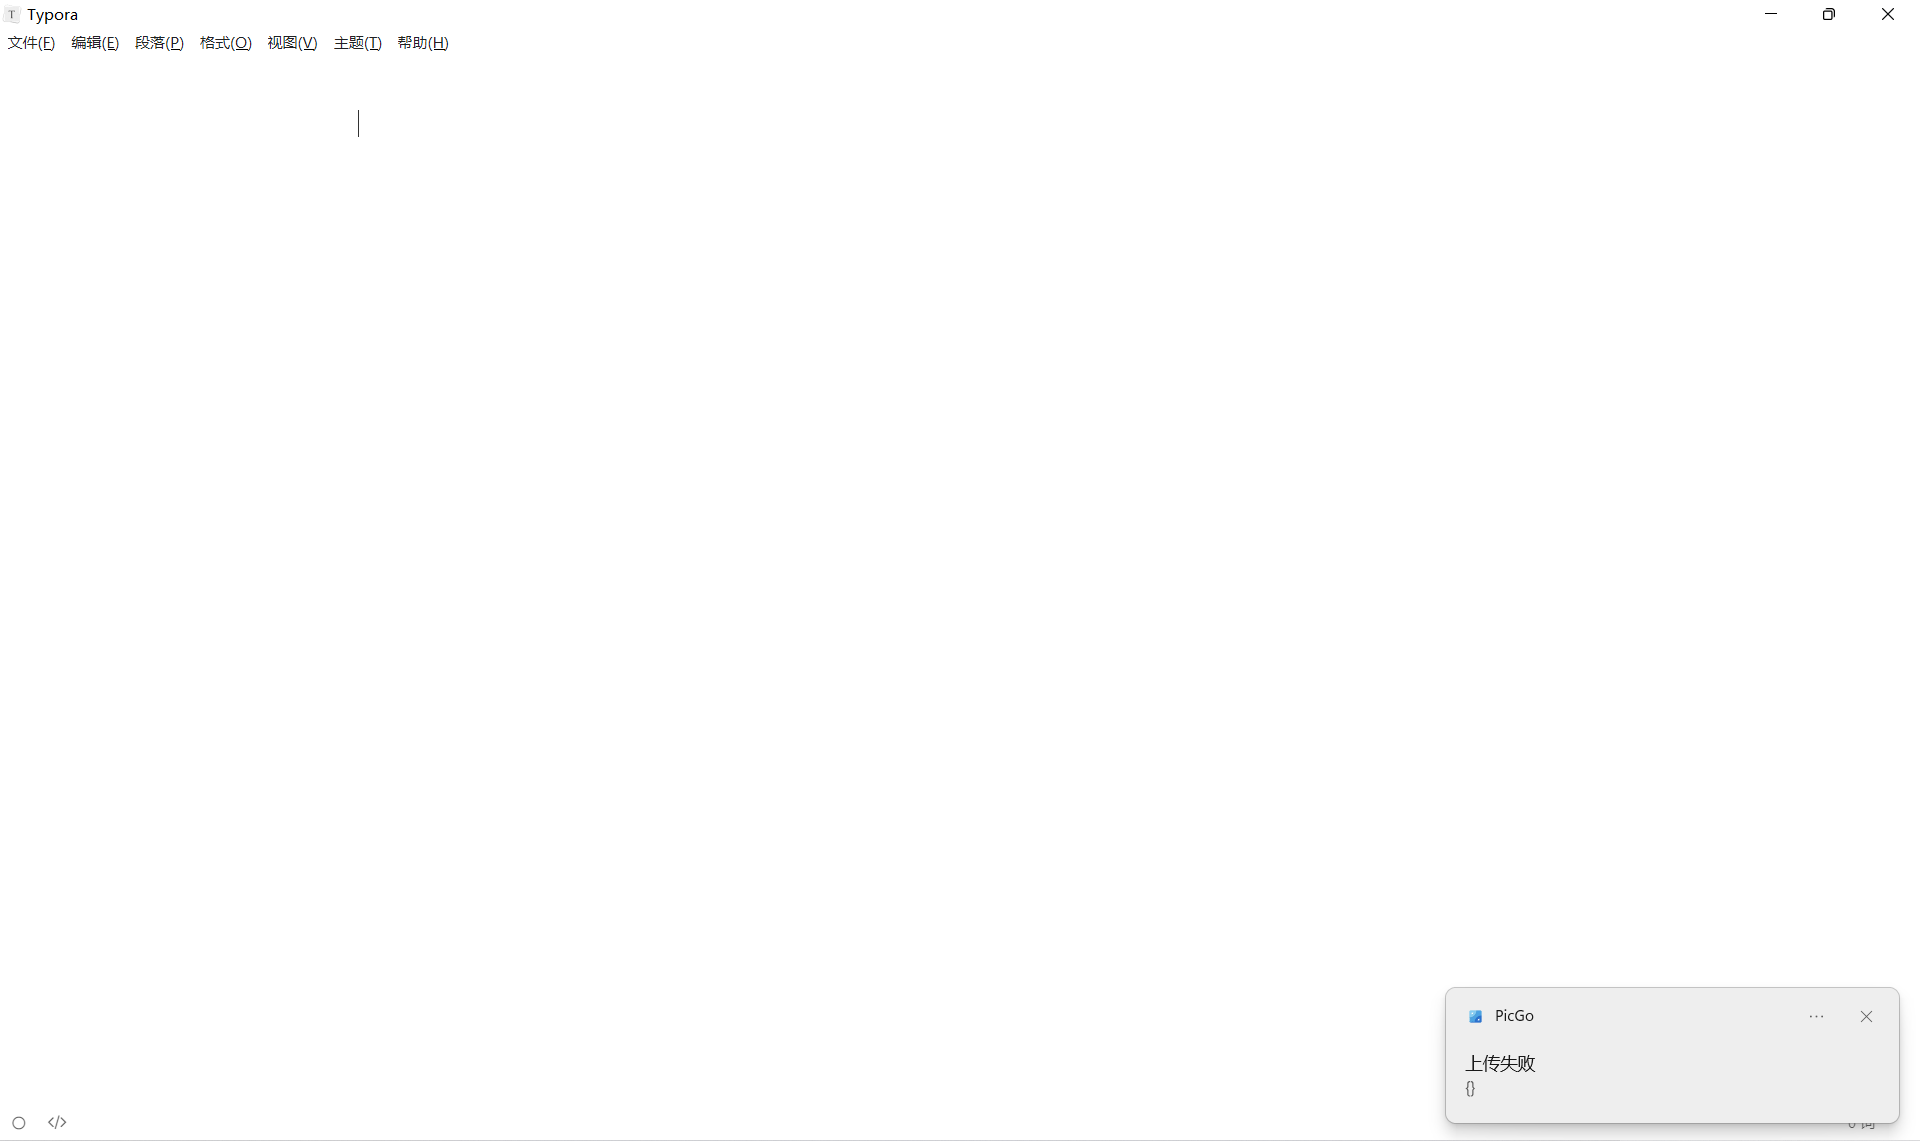 T Typora
文件(F) 编辑(E) 段落(P) 格式(O) 视图(V) 主题(T) 帮助(H)
PicGo
上传失败
{}
</>